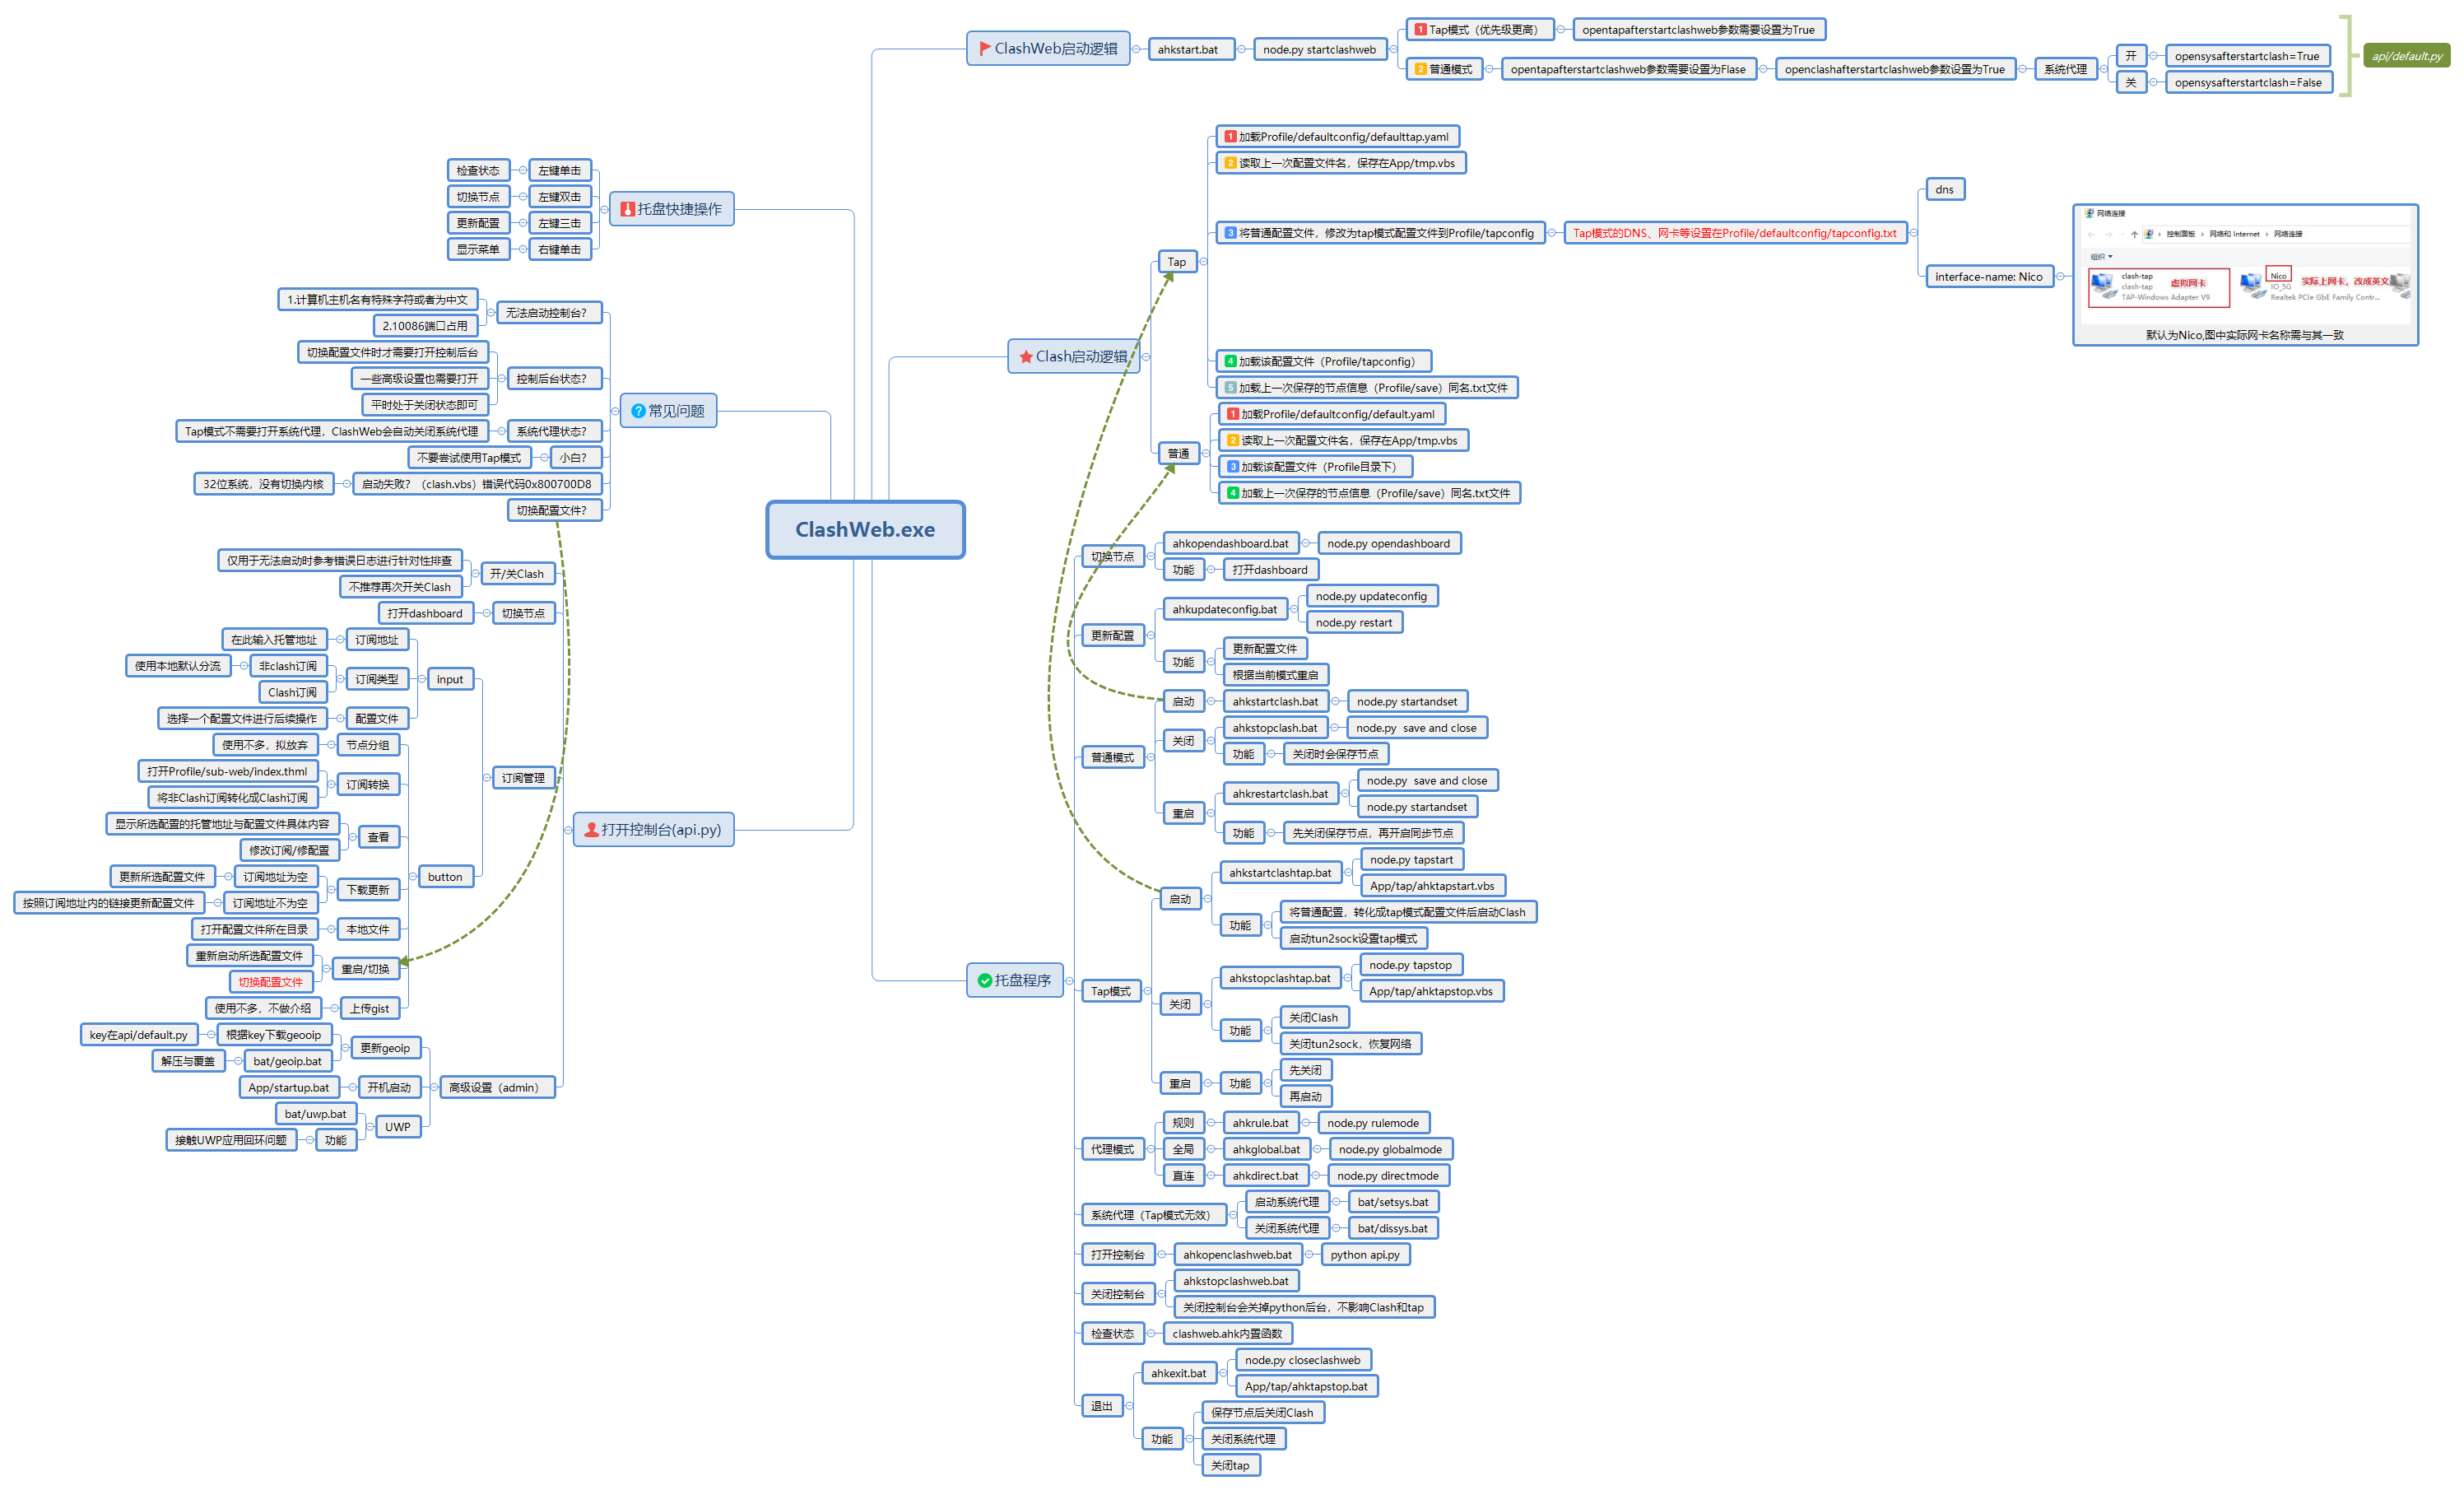 ClashWeb.exe
ClashWeb启动逻辑
ahkstart.bat
node.py startclashweb
Tap模式（优先级更高）
opentapafterstartclashweb参数需要设置为True
普通模式
opentapafterstartclashweb参数需要设置为Flase
openclashafterstartclashweb参数设置为True
系统代理
开
opensysafterstartclash=True
关
opensysafterstartclash=False
api/default.py
Clash启动逻辑
Tap
1 加载Profile/defaultconfig/defaulttap.yaml
2 读取上一次配置文件名，保存在App/tmp.vbs
3 将普通配置文件，修改为tap模式配置文件到Profile/tapconfig
Tap模式的DNS、网卡等设置在Profile/defaultconfig/tapconfig.txt
dns
interface-name: Nico
网络连接
控制面板 › 网络和 Internet › 网络连接
组织
clash-tap
clash-tap
TAP-Windows Adapter V9
虚拟网卡
Nico
IO_5G
Realtek PCIe GbE Family Contr...
实际上网卡，改成英文
默认为Nico,图中实际网卡名称需与其一致
4 加载该配置文件（Profile/tapconfig）
5 加载上一次保存的节点信息（Profile/save）同名.txt文件
普通
1 加载Profile/defaultconfig/default.yaml
2 读取上一次配置文件名，保存在App/tmp.vbs
3 加载该配置文件（Profile目录下）
4 加载上一次保存的节点信息（Profile/save）同名.txt文件
托盘程序
切换节点
ahkopendashboard.bat
node.py opendashboard
功能
打开dashboard
更新配置
ahkupdateconfig.bat
node.py updateconfig
node.py restart
功能
更新配置文件
根据当前模式重启
普通模式
启动
ahkstartclash.bat
node.py startandset
关闭
ahkstopclash.bat
node.py  save and close
功能
关闭时会保存节点
重启
ahkrestartclash.bat
node.py  save and close
node.py startandset
功能
先关闭保存节点，再开启同步节点
Tap模式
启动
ahkstartclashtap.bat
node.py tapstart
App/tap/ahktapstart.vbs
功能
将普通配置，转化成tap模式配置文件后启动Clash
启动tun2sock设置tap模式
关闭
ahkstopclashtap.bat
node.py tapstop
App/tap/ahktapstop.vbs
功能
关闭Clash
关闭tun2sock，恢复网络
重启
功能
先关闭
再启动
代理模式
规则
ahkrule.bat
node.py rulemode
全局
ahkglobal.bat
node.py globalmode
直连
ahkdirect.bat
node.py directmode
系统代理（Tap模式无效）
启动系统代理
bat/setsys.bat
关闭系统代理
bat/dissys.bat
打开控制台
ahkopenclashweb.bat
python api.py
关闭控制台
ahkstopclashweb.bat
关闭控制台会关掉python后台，不影响Clash和tap
检查状态
clashweb.ahk内置函数
退出
ahkexit.bat
node.py closeclashweb
App/tap/ahktapstop.bat
功能
保存节点后关闭Clash
关闭系统代理
关闭tap
托盘快捷操作
左键单击
检查状态
左键双击
切换节点
左键三击
更新配置
右键单击
显示菜单
常见问题
无法启动控制台？
1.计算机主机名有特殊字符或者为中文
2.10086端口占用
控制后台状态？
切换配置文件时才需要打开控制后台
一些高级设置也需要打开
平时处于关闭状态即可
系统代理状态？
Tap模式不需要打开系统代理，ClashWeb会自动关闭系统代理
小白？
不要尝试使用Tap模式
启动失败？（clash.vbs）错误代码0x800700D8
32位系统，没有切换内核
切换配置文件？
打开控制台(api.py)
开/关Clash
仅用于无法启动时参考错误日志进行针对性排查
不推荐再次开关Clash
切换节点
打开dashboard
订阅管理
input
订阅地址
在此输入托管地址
订阅类型
非clash订阅
使用本地默认分流
Clash订阅
配置文件
选择一个配置文件进行后续操作
button
节点分组
使用不多，拟放弃
订阅转换
打开Profile/sub-web/index.thml
将非Clash订阅转化成Clash订阅
查看
显示所选配置的托管地址与配置文件具体内容
修改订阅/修配置
下载更新
订阅地址为空
更新所选配置文件
订阅地址不为空
按照订阅地址内的链接更新配置文件
本地文件
打开配置文件所在目录
重启/切换
重新启动所选配置文件
切换配置文件
上传gist
使用不多，不做介绍
高级设置（admin）
更新geoip
根据key下载geooip
key在api/default.py
bat/geoip.bat
解压与覆盖
开机启动
App/startup.bat
UWP
bat/uwp.bat
功能
接触UWP应用回环问题